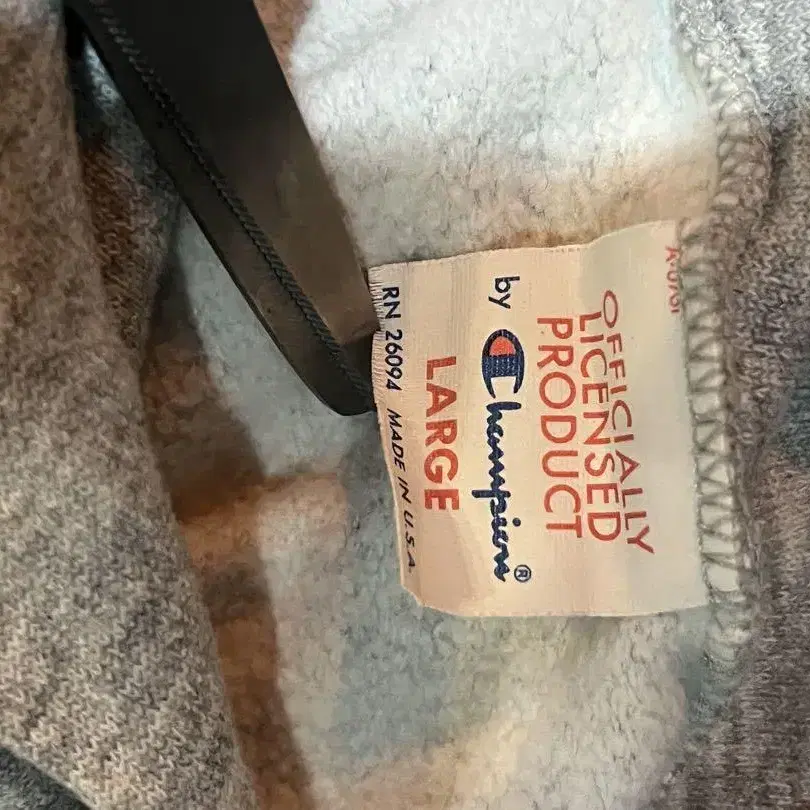 OFFICIALLY
LICENSED
PRODUCT
by Champion®
LARGE
RN 26094 MADE IN U.S.A.